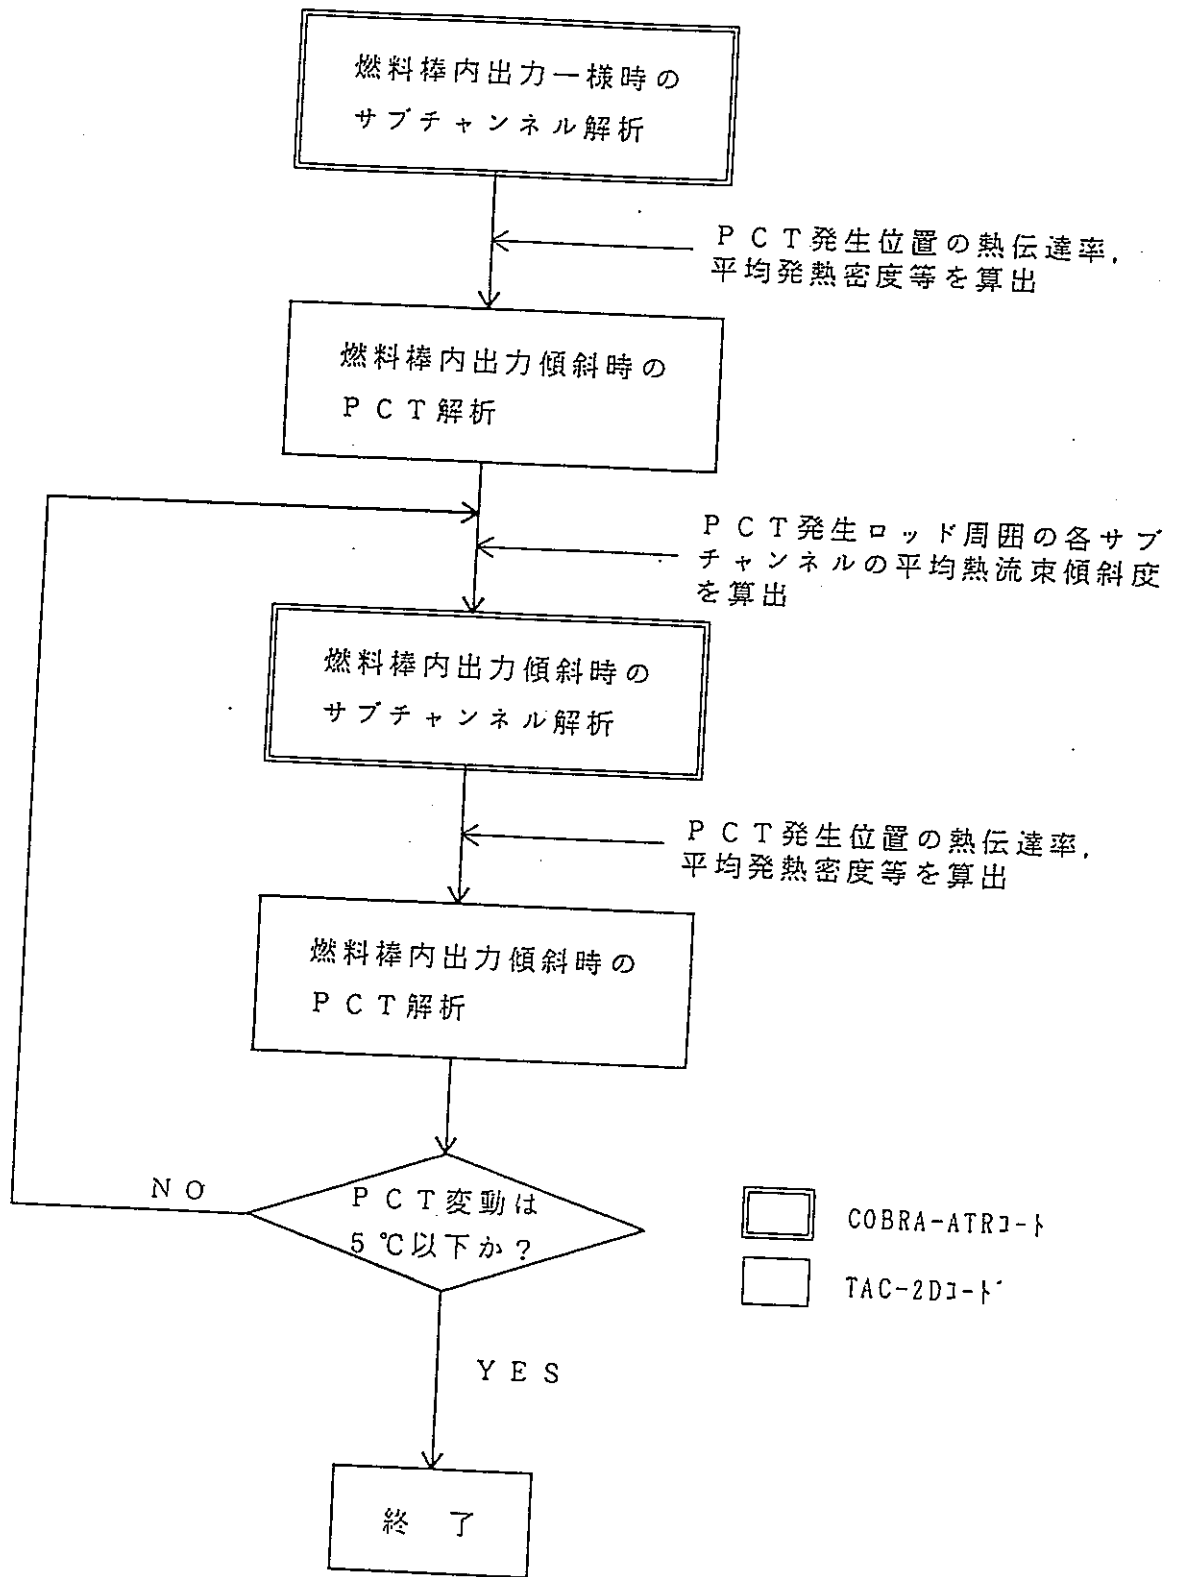 燃料棒内出力一様時の
サブチャンネル解析
PCT発生位置の熱伝達率,
平均発熱密度等を算出
燃料棒内出力傾斜時の
PCT解析
PCT発生ロッド周囲の各サブ
チャンネルの平均熱流束傾斜度
を算出
燃料棒内出力傾斜時の
サブチャンネル解析
PCT発生位置の熱伝達率,
平均発熱密度等を算出
燃料棒内出力傾斜時の
PCT解析
NO
PCT変動は
5℃以下か?
COBRA-ATRコート
TAC-2Dコード
YES
終 了